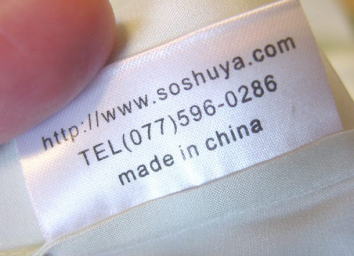 http://www.soshuya.com
TEL(077)596-0286
made in china